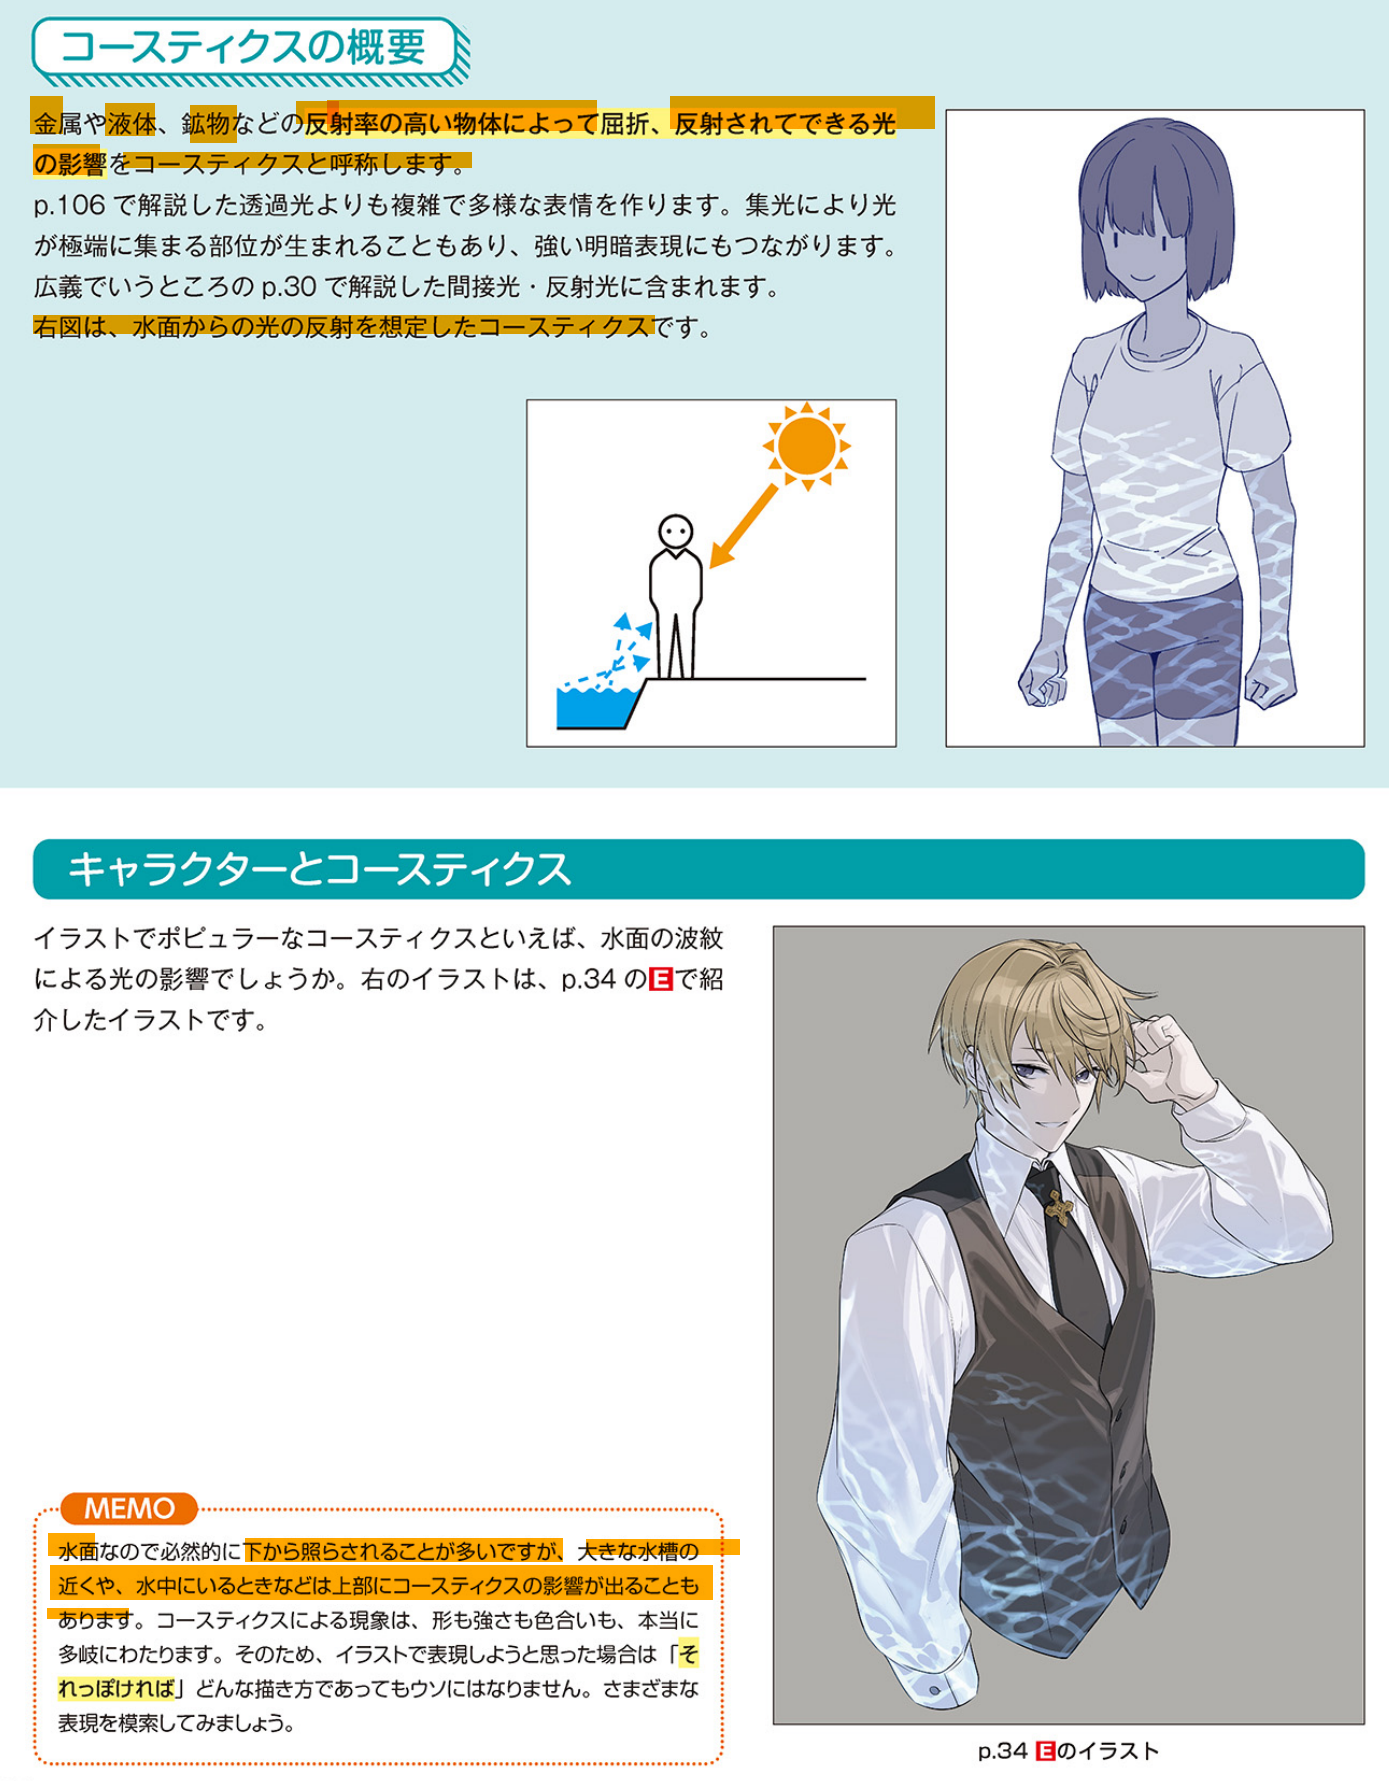 コースティクスの概要
金属や液体、鉱物などの反射率の高い物体によって屈折、反射されてできる光
の影響をコースティクスと呼称します。
p.106 で解説した透過光よりも複雑で多様な表情を作ります。集光により光
が極端に集まる部位が生まれることもあり、強い明暗表現にもつながります。
広義でいうところの p.30 で解説した間接光・反射光に含まれます。
右図は、水面からの光の反射を想定したコースティクスです。
キャラクターとコースティクス
イラストでポピュラーなコースティクスといえば、水面の波紋
による光の影響でしょうか。右のイラストは、p.34 のEで紹
介したイラストです。
MEMO
水面なので必然的に下から照らされることが多いですが、大きな水槽の
近くや、水中にいるときなどは上部にコースティクスの影響が出ることも
あります。コースティクスによる現象は、形も強さも色合いも、本当に
多岐にわたります。そのため、イラストで表現しようと思った場合は「そ
れっぽければ」どんな描き方であってもウソにはなりません。さまざまな
表現を模索してみましょう。
p.34 Eのイラスト